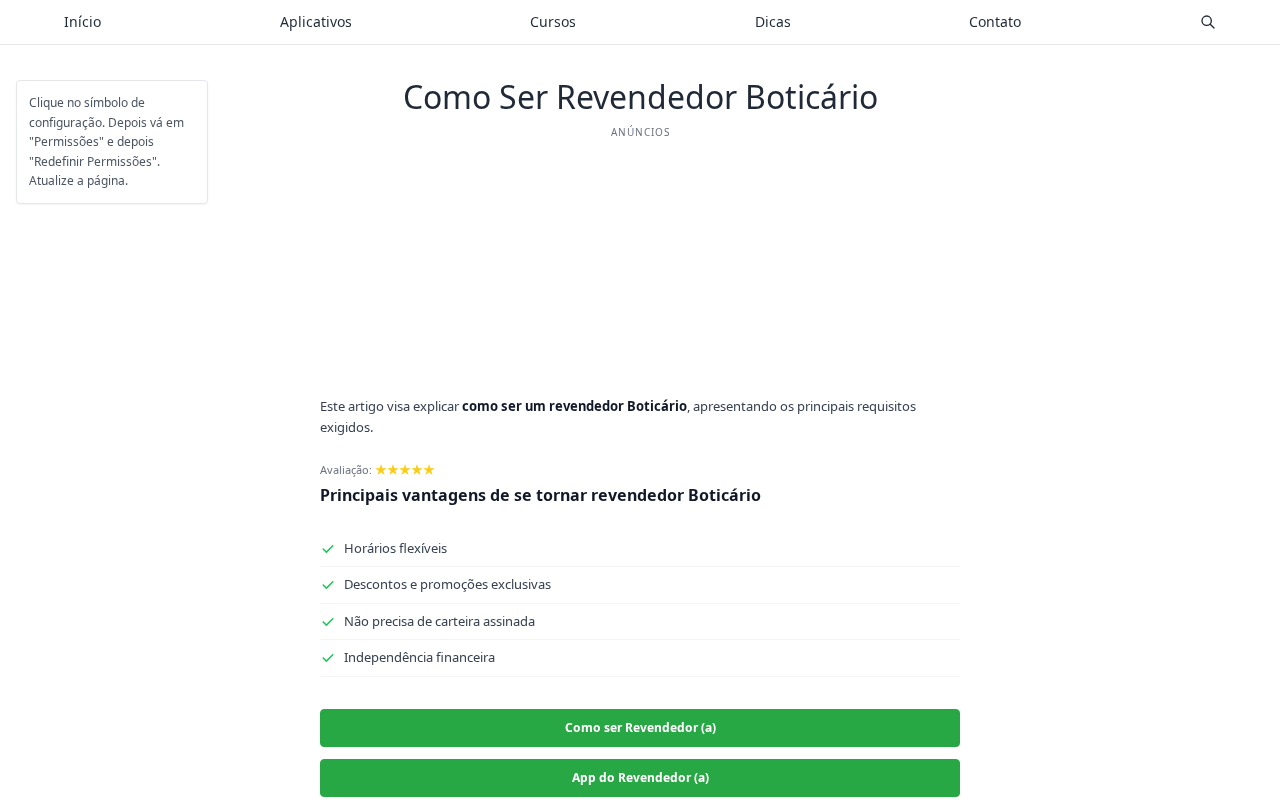 Início
Aplicativos
Cursos
Dicas
Contato
Clique no símbolo de
configuração. Depois vá em
"Permissões" e depois
"Redefinir Permissões".
Atualize a página.
Como Ser Revendedor Boticário
ANÚNCIOS
Este artigo visa explicar como ser um revendedor Boticário, apresentando os principais requisitos
exigidos.
Avaliação: ★★★★★
Principais vantagens de se tornar revendedor Boticário
Horários flexíveis
Descontos e promoções exclusivas
Não precisa de carteira assinada
Independência financeira
Como ser Revendedor (a)
App do Revendedor (a)